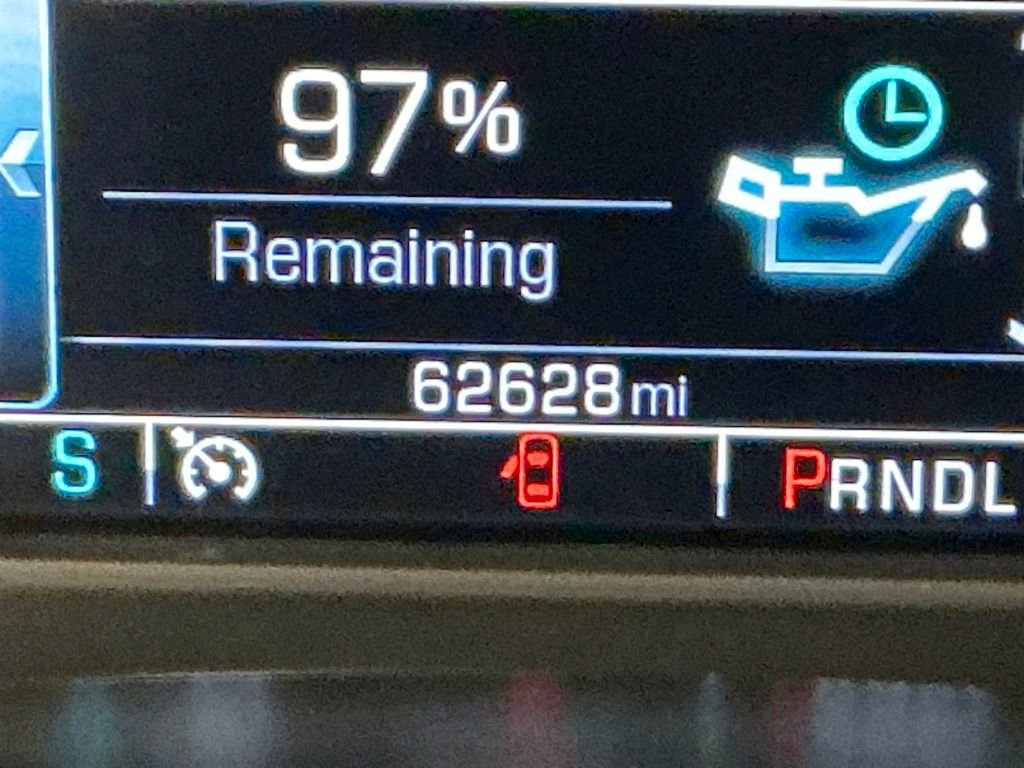 97%
Remaining
62628 mi
S
PRNDL